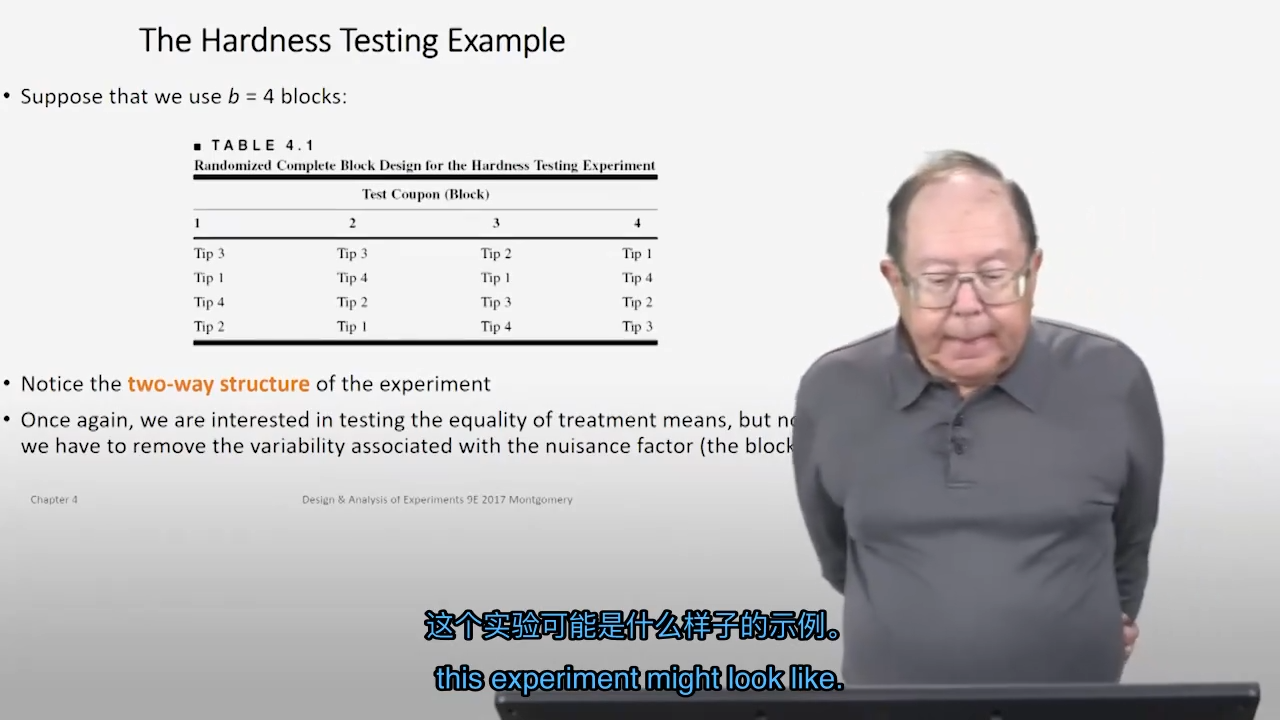 The Hardness Testing Example
• Suppose that we use b = 4 blocks:
■ TABLE 4.1
Randomized Complete Block Design for the Hardness Testing Experiment
Test Coupon (Block)
1 2 3 4
Tip 3 Tip 3 Tip 2 Tip 1
Tip 1 Tip 4 Tip 1 Tip 4
Tip 4 Tip 2 Tip 3 Tip 2
Tip 2 Tip 1 Tip 4 Tip 3
• Notice the two-way structure of the experiment
• Once again, we are interested in testing the equality of treatment means, but
we have to remove the variability associated with the nuisance factor (the block
Chapter 4 Design & Analysis of Experiments 9E 2017 Montgomery
这个实验可能是什么样子的示例。
this experiment might look like.